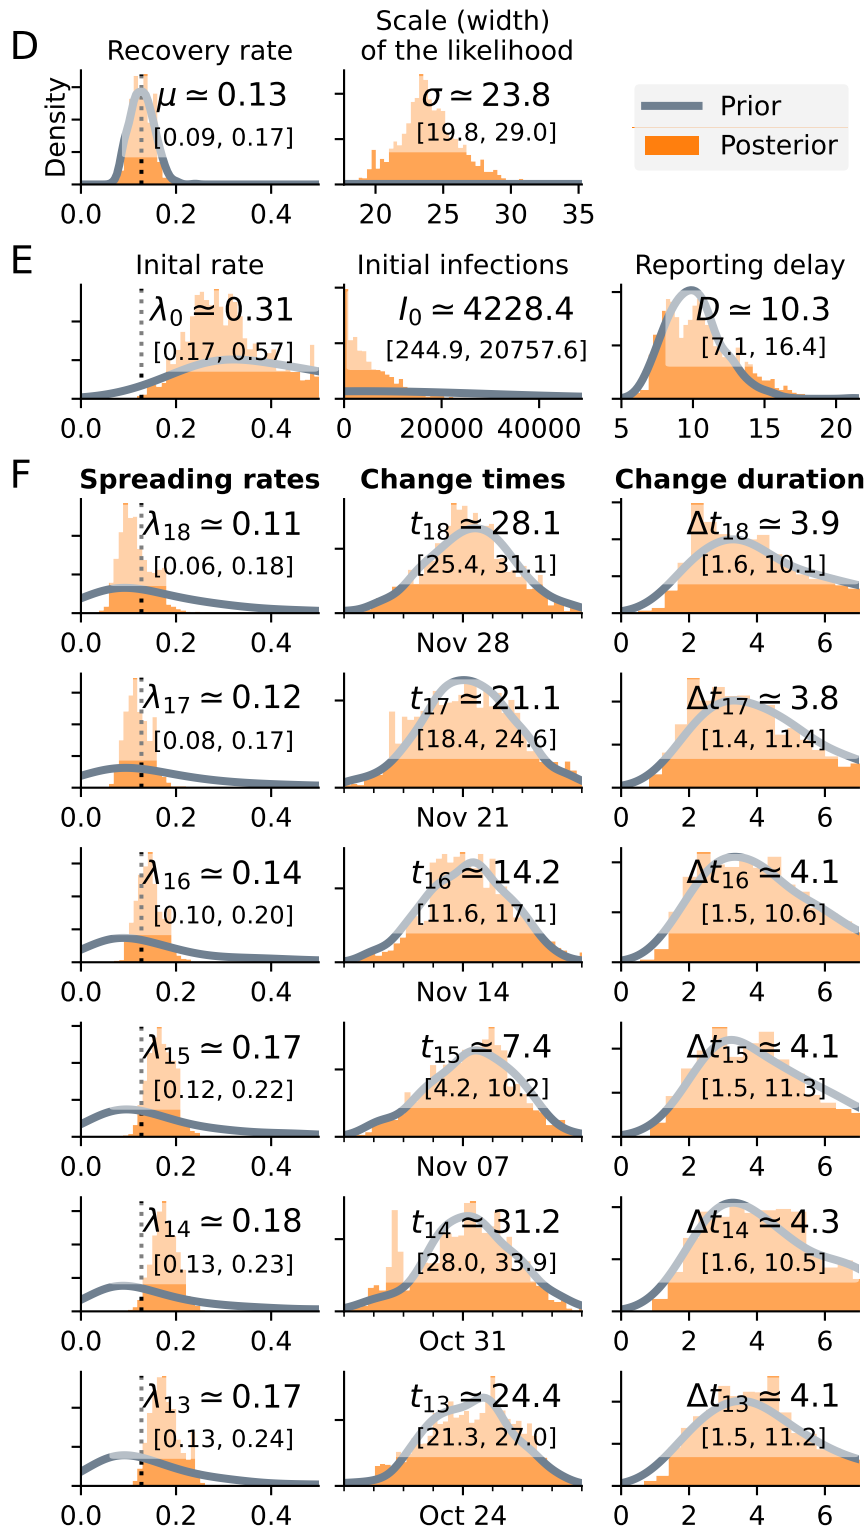 D
Recovery rate
Scale (width)
of the likelihood
Density
μ ≃ 0.13
[0.09, 0.17]
σ ≃ 23.8
[19.8, 29.0]
Prior
Posterior
0.0 0.2 0.4
20 25 30 35
E
Inital rate
Initial infections
Reporting delay
λ0 ≃ 0.31
[0.17, 0.57]
I0 ≃ 4228.4
[244.9, 20757.6]
D ≃ 10.3
[7.1, 16.4]
0.0 0.2 0.4
0 20000 40000
5 10 15 20
F
Spreading rates
Change times
Change duration
λ18 ≃ 0.11
[0.06, 0.18]
t18 ≃ 28.1
[25.4, 31.1]
Δt18 ≃ 3.9
[1.6, 10.1]
0.0 0.2 0.4
Nov 28
0 2 4 6
λ17 ≃ 0.12
[0.08, 0.17]
t17 ≃ 21.1
[18.4, 24.6]
Δt17 ≃ 3.8
[1.4, 11.4]
0.0 0.2 0.4
Nov 21
0 2 4 6
λ16 ≃ 0.14
[0.10, 0.20]
t16 ≃ 14.2
[11.6, 17.1]
Δt16 ≃ 4.1
[1.5, 10.6]
0.0 0.2 0.4
Nov 14
0 2 4 6
λ15 ≃ 0.17
[0.12, 0.22]
t15 ≃ 7.4
[4.2, 10.2]
Δt15 ≃ 4.1
[1.5, 11.3]
0.0 0.2 0.4
Nov 07
0 2 4 6
λ14 ≃ 0.18
[0.13, 0.23]
t14 ≃ 31.2
[28.0, 33.9]
Δt14 ≃ 4.3
[1.6, 10.5]
0.0 0.2 0.4
Oct 31
0 2 4 6
λ13 ≃ 0.17
[0.13, 0.24]
t13 ≃ 24.4
[21.3, 27.0]
Δt13 ≃ 4.1
[1.5, 11.2]
0.0 0.2 0.4
Oct 24
0 2 4 6